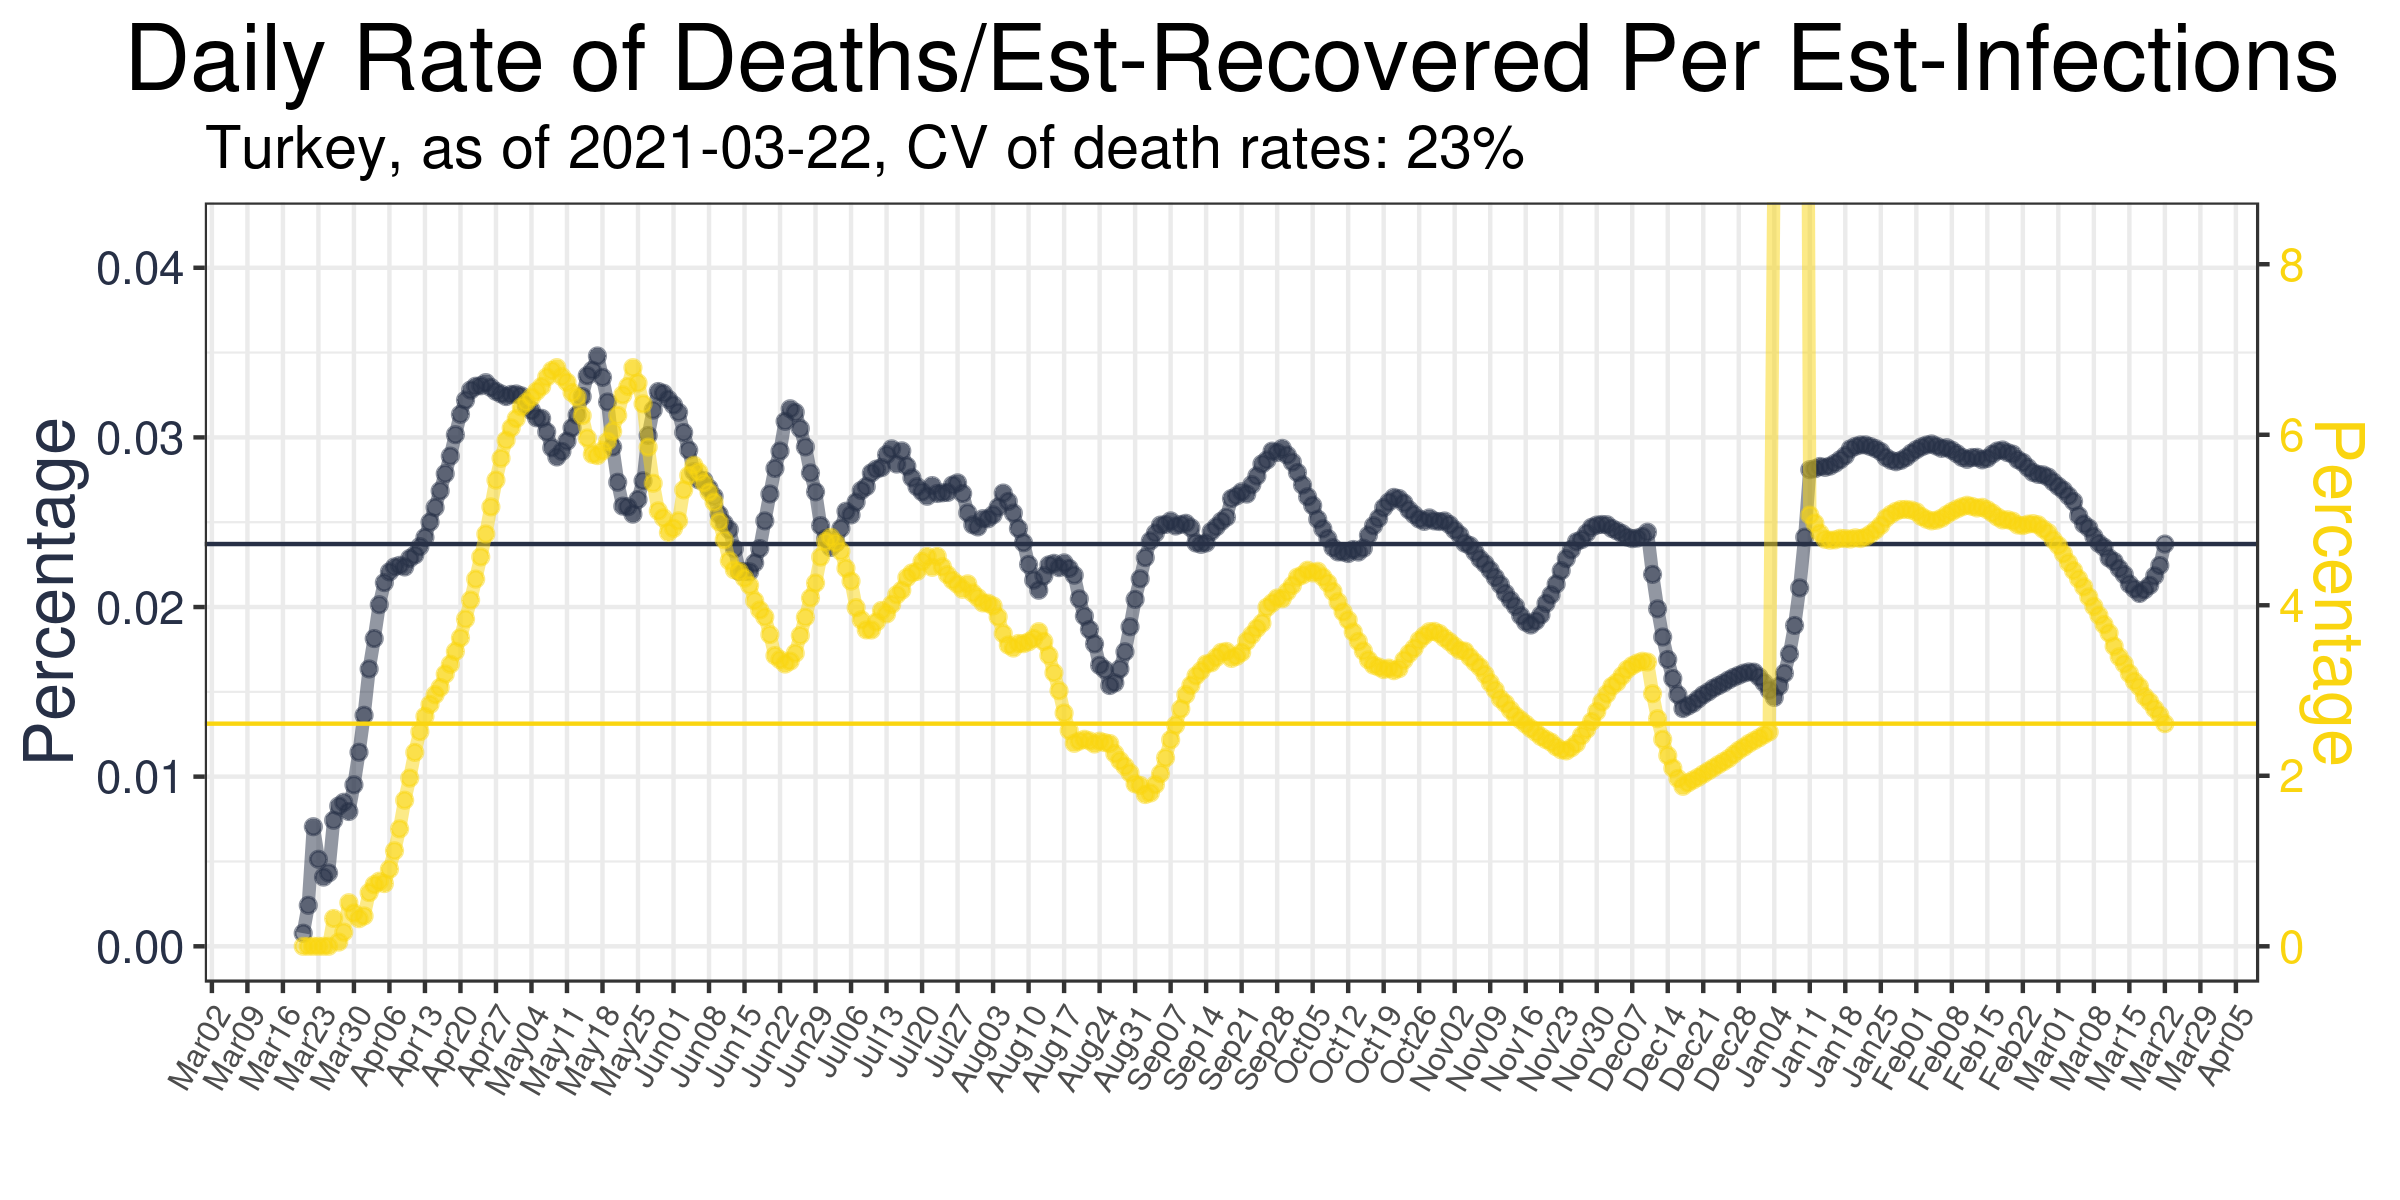 Daily Rate of Deaths/Est-Recovered Per Est-Infections
Turkey, as of 2021-03-22, CV of death rates: 23%
Percentage
0.04
0.03
0.02
0.01
0.00
8
6
4
2
0
Percentage
Mar02
Mar09
Mar16
Mar23
Mar30
Apr06
Apr13
Apr20
Apr27
May04
May11
May18
May25
Jun01
Jun08
Jun15
Jun22
Jun29
Jul06
Jul13
Jul20
Jul27
Aug03
Aug10
Aug17
Aug24
Aug31
Sep07
Sep14
Sep21
Sep28
Oct05
Oct12
Oct19
Oct26
Nov02
Nov09
Nov16
Nov23
Nov30
Dec07
Dec14
Dec21
Dec28
Jan04
Jan11
Jan18
Jan25
Feb01
Feb08
Feb15
Feb22
Mar01
Mar08
Mar15
Mar22
Mar29
Apr05